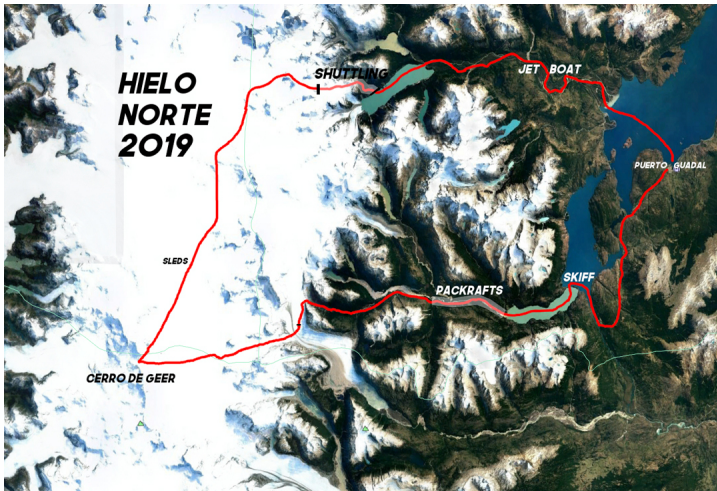 HIELO
NORTE
2019
SHUTTLING
JET BOAT
PUERTO GUADAL
SLEDS
SKIFF
PACKRAFTS
CERRO DE GEER